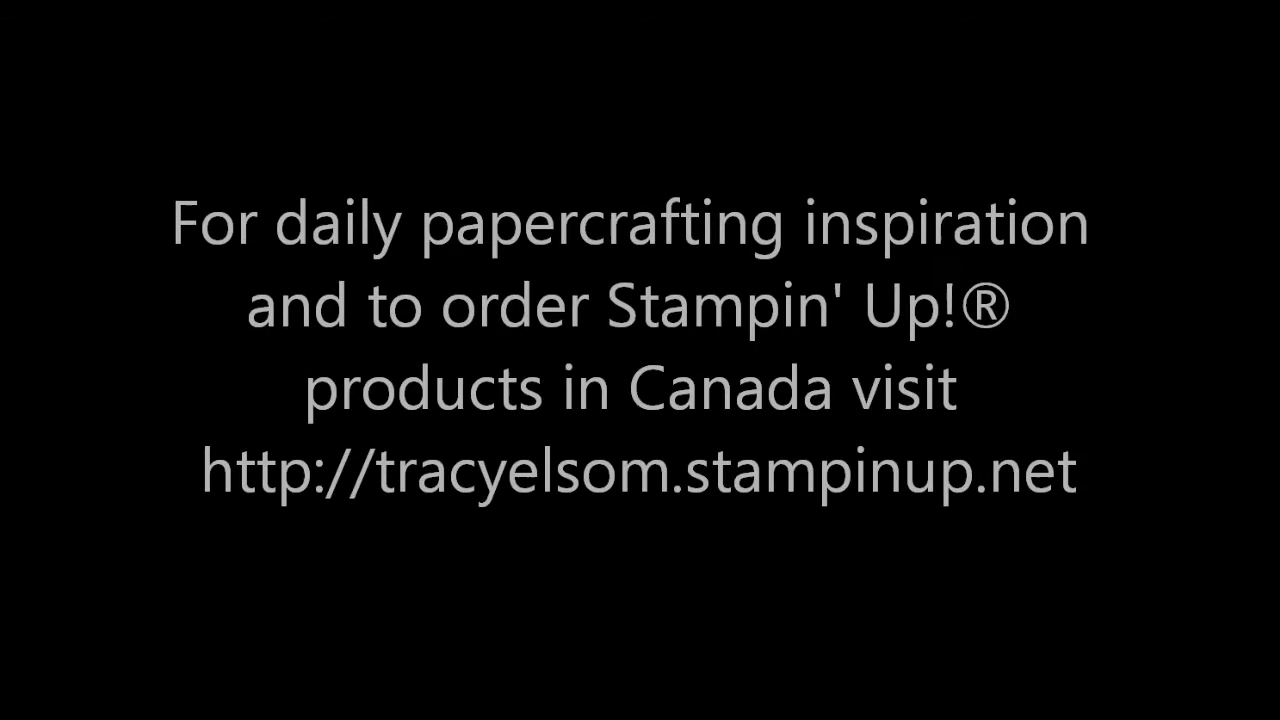 For daily papercrafting inspiration
and to order Stampin' Up!®
products in Canada visit
http://tracyelsom.stampinup.net